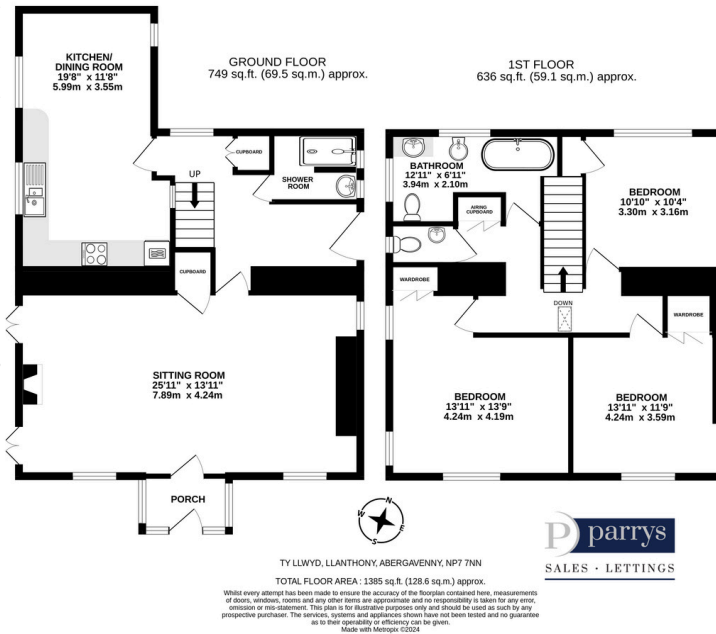 GROUND FLOOR
749 sq.ft. (69.5 sq.m.) approx.
KITCHEN/
DINING ROOM
19'8" x 11'8"
5.99m x 3.55m
CUPBOARD
UP
SHOWER
ROOM
CUPBOARD
SITTING ROOM
25'11" x 13'11"
7.89m x 4.24m
PORCH
1ST FLOOR
636 sq.ft. (59.1 sq.m.) approx.
BATHROOM
12'11" x 6'11"
3.94m x 2.10m
AIRING
CUPBOARD
BEDROOM
10'10" x 10'4"
3.30m x 3.16m
WARDROBE
DOWN
WARDROBE
BEDROOM
13'11" x 13'9"
4.24m x 4.19m
BEDROOM
13'11" x 11'9"
4.24m x 3.59m
N
W
E
S
P parrys
SALES · LETTINGS
TY LLWYD, LLANTHONY, ABERGAVENNY, NP7 7NN
TOTAL FLOOR AREA : 1385 sq.ft. (128.6 sq.m.) approx.
Whilst every attempt has been made to ensure the accuracy of the floorplan contained here, measurements
of doors, windows, rooms and any other items are approximate and no responsibility is taken for any error,
omission or mis-statement. This plan is for illustrative purposes only and should be used as such by any
prospective purchaser. The services, systems and appliances shown have not been tested and no guarantee
as to their operability or efficiency can be given.
Made with Metropix ©2024